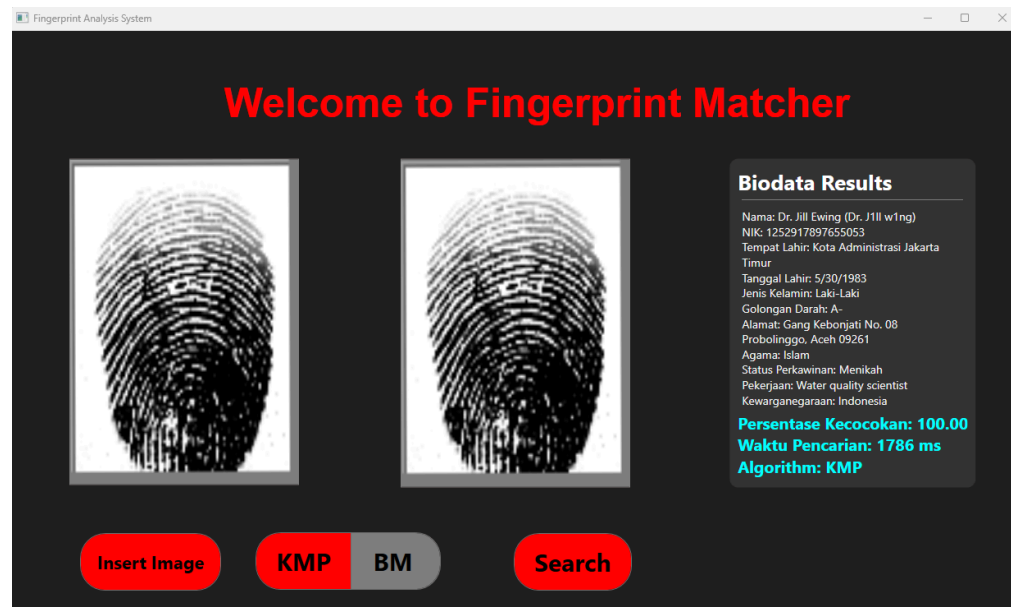 Fingerprint Analysis System
Welcome to Fingerprint Matcher
Biodata Results
Nama: Dr. Jill Ewing (Dr. J1ll w1ng)
NIK: 1252917897655053
Tempat Lahir: Kota Administrasi Jakarta
Timur
Tanggal Lahir: 5/30/1983
Jenis Kelamin: Laki-Laki
Golongan Darah: A-
Alamat: Gang Kebonjati No. 08
Probolinggo, Aceh 09261
Agama: Islam
Status Perkawinan: Menikah
Pekerjaan: Water quality scientist
Kewarganegaraan: Indonesia
Persentase Kecocokan: 100.00
Waktu Pencarian: 1786 ms
Algorithm: KMP
Insert Image
KMP
BM
Search